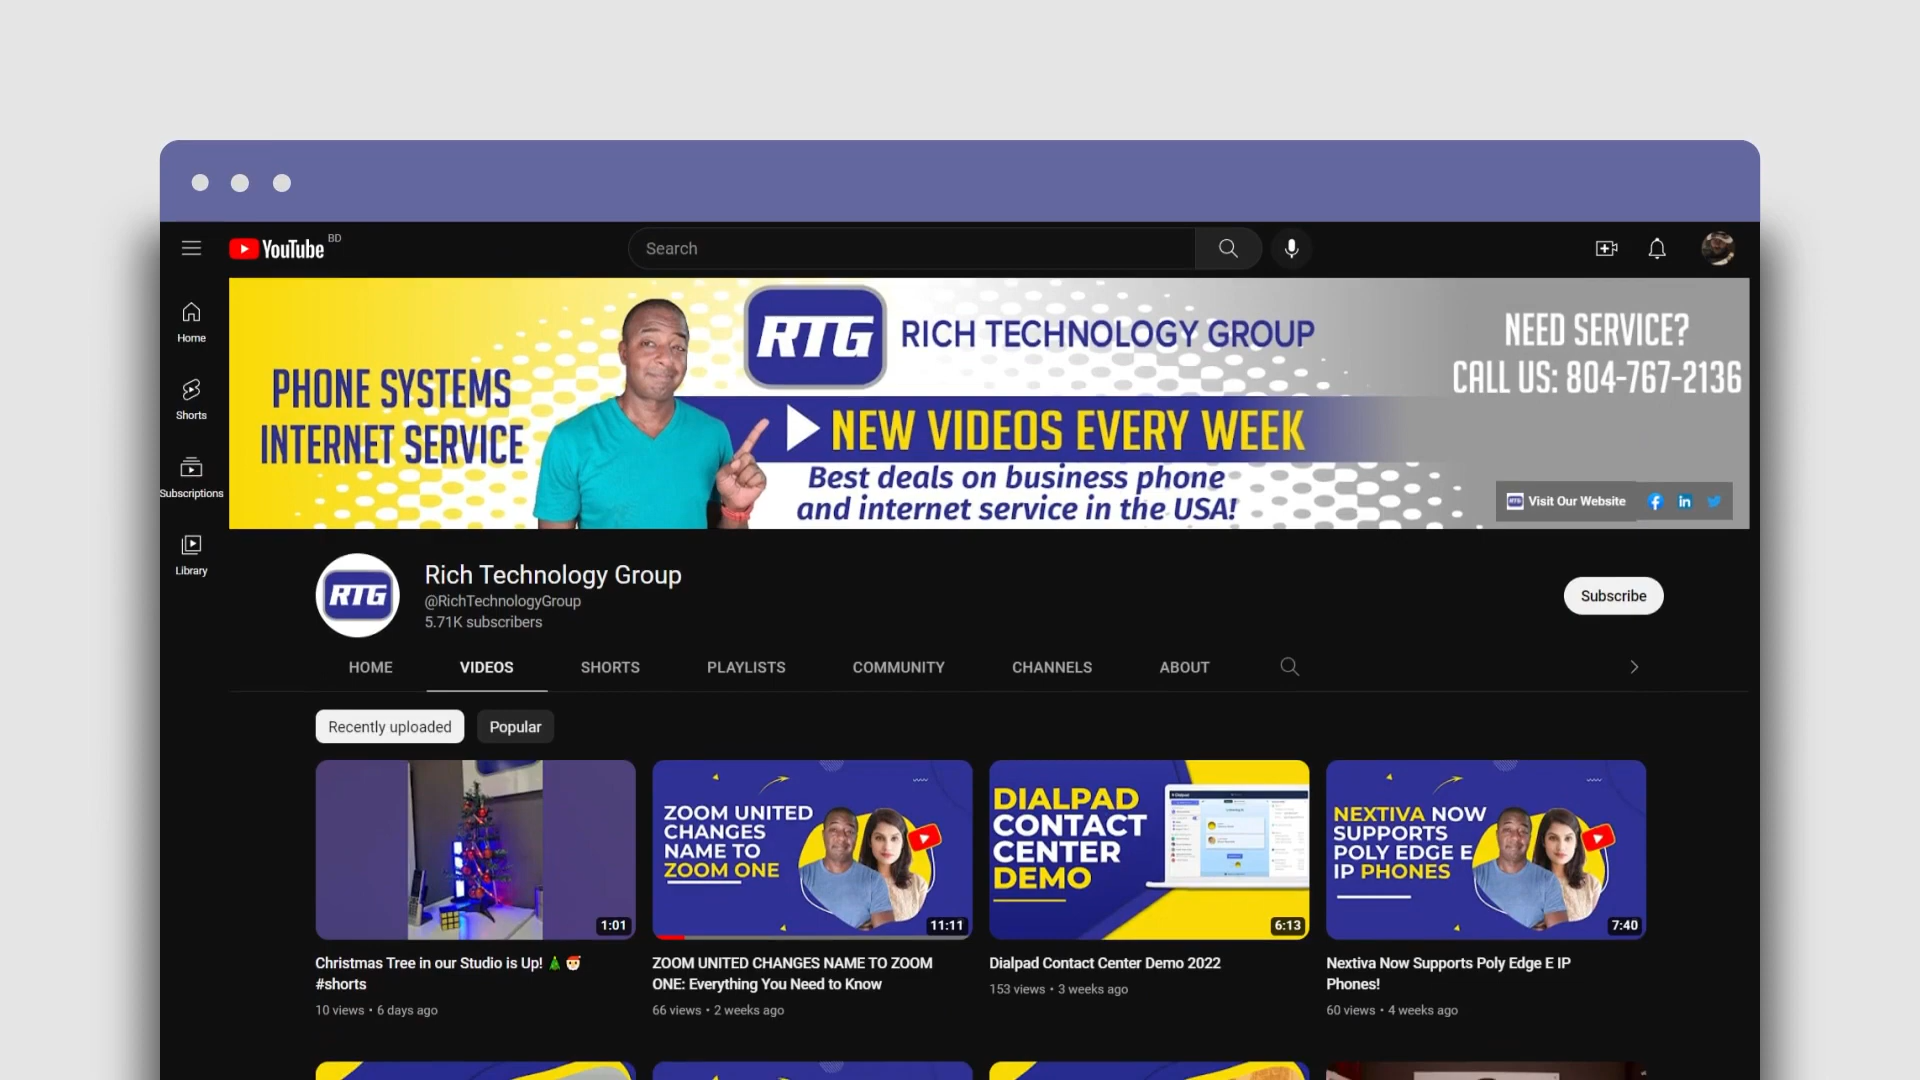 YouTube BD
Search
Home
Shorts
Subscriptions
Library
PHONE SYSTEMS
INTERNET SERVICE
RTG
RICH TECHNOLOGY GROUP
NEW VIDEOS EVERY WEEK
Best deals on business phone
and internet service in the USA!
NEED SERVICE?
CALL US: 804-767-2136
RTG Visit Our Website
RTG
Rich Technology Group
@RichTechnologyGroup
5.71K subscribers
Subscribe
HOME VIDEOS SHORTS PLAYLISTS COMMUNITY CHANNELS ABOUT
Recently uploaded Popular
1:01
Christmas Tree in our Studio is Up! 🎄 🎅
#shorts
10 views • 6 days ago
ZOOM UNITED
CHANGES
NAME TO
ZOOM ONE
11:11
ZOOM UNITED CHANGES NAME TO ZOOM
ONE: Everything You Need to Know
66 views • 2 weeks ago
DIALPAD
CONTACT
CENTER
DEMO
6:13
Dialpad Contact Center Demo 2022
153 views • 3 weeks ago
NEXTIVA NOW
SUPPORTS
POLY EDGE E
IP PHONES
7:40
Nextiva Now Supports Poly Edge E IP
Phones!
60 views • 4 weeks ago